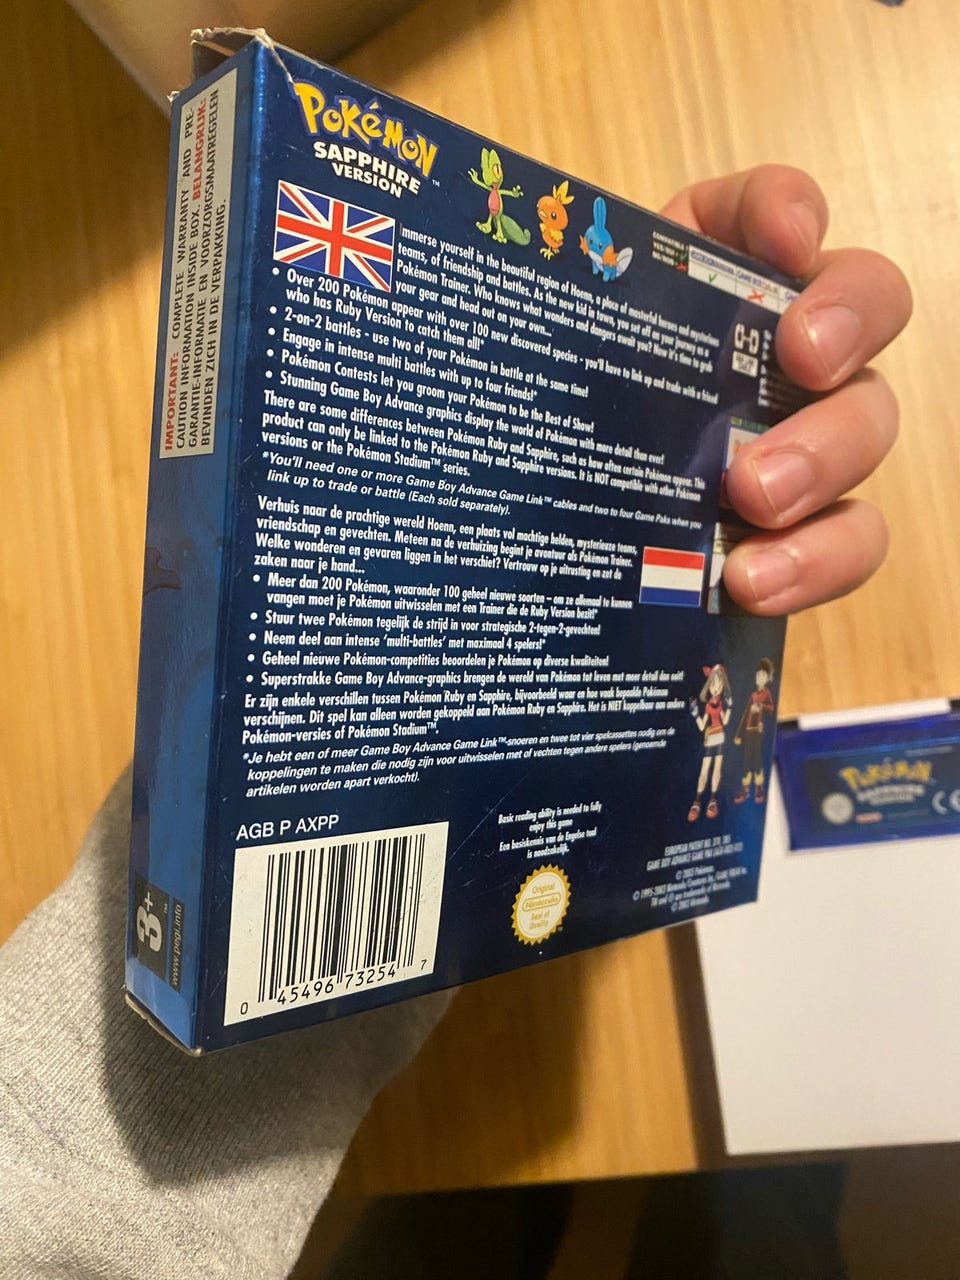 IMPORTANT: COMPLETE WARRANTY AND PRE-
CAUTION INFORMATION INSIDE BOX. BELANGRIJK:
GARANTIE-INFORMATIE EN VOORZORGSMAATREGELEN
BEVINDEN ZICH IN DE VERPAKKING.
3+
www.pegi.info
POKéMON™
SAPPHIRE
VERSION
Immerse yourself in the beautiful region of Hoenn, a place of masterful heroes and mysterious
teams, of friendship and battles. As the new kid in town, you set off on your journey as a
Pokémon Trainer. Who knows what wonders and dangers await you? Now it's time to grab
your gear and head out on your own...
• Over 200 Pokémon appear with over 100 new discovered species - you'll have to link up and trade with a friend
who has Ruby Version to catch them all!*
• 2-on-2 battles - use two of your Pokémon in battle at the same time!
• Engage in intense multi battles with up to four friends!*
• Pokémon Contests let you groom your Pokémon to be the Best of Show!
• Stunning Game Boy Advance graphics display the world of Pokémon with more detail than ever!
There are some differences between Pokémon Ruby and Sapphire, such as how often certain Pokémon appear. This
product can only be linked to the Pokémon Ruby and Sapphire versions. It is NOT compatible with other Pokémon
versions or the Pokémon Stadium™ series.
*You'll need one or more Game Boy Advance Game Link™ cables and two to four Game Paks when you
link up to trade or battle (Each sold separately).
Verhuis naar de prachtige wereld Hoenn, een plaats vol machtige helden, mysterieuze teams,
vriendschap en gevechten. Meteen na de verhuizing begint je avontuur als Pokémon Trainer.
Welke wonderen en gevaren liggen in het verschiet? Vertrouw op je uitrusting en zet de
zaken naar je hand...
• Meer dan 200 Pokémon, waaronder 100 geheel nieuwe soorten – om ze allemaal te kunnen
vangen moet je Pokémon uitwisselen met een Trainer die de Ruby Version bezit!*
• Stuur twee Pokémon tegelijk de strijd in voor strategische 2-tegen-2-gevechten!
• Neem deel aan intense 'multi-battles' met maximaal 4 spelers!*
• Geheel nieuwe Pokémon-competities beoordelen je Pokémon op diverse kwaliteiten!
• Superstrakke Game Boy Advance-graphics brengen de wereld van Pokémon tot leven met meer detail dan ooit!
Er zijn enkele verschillen tussen Pokémon Ruby en Sapphire, bijvoorbeeld waar en hoe vaak bepaalde Pokémon
verschijnen. Dit spel kan alleen worden gekoppeld aan Pokémon Ruby en Sapphire. Het is NIET koppelbaar aan andere
Pokémon-versies of Pokémon Stadium™.
*Je hebt een of meer Game Boy Advance Game Link™-snoeren en twee tot vier spelcassettes nodig om de
koppelingen te maken die nodig zijn voor uitwisselen met of vechten tegen andere spelers (genoemde
artikelen worden apart verkocht).
AGB P AXPP
0 45496 73254 7
Basic reading ability is needed to fully
enjoy this game
Een basiskennis van de Engelse taal
is noodzakelijk.
Original
Nintendo
Seal of
Quality
© 2003 Pokémon.
© 1995-2003 Nintendo/Creatures inc./GAME FREAK inc.
TM and ® are trademarks of Nintendo.
© 2003 Nintendo.
POKéMON
SAPPHIRE
VERSION
CE